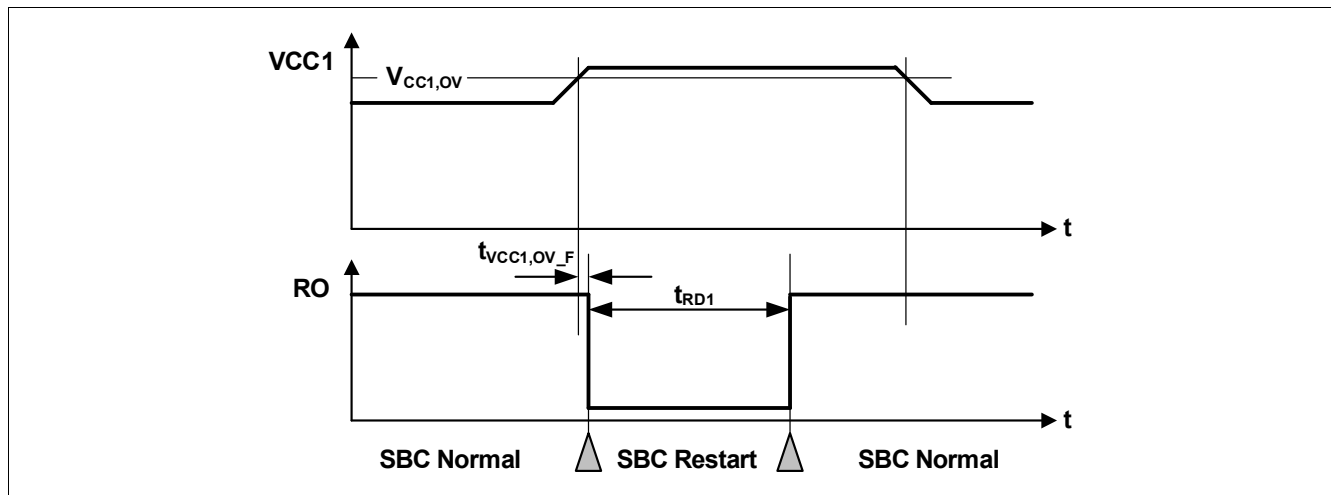 VCC1
VCC1,OV
t
tVCC1,OV_F
RO
tRD1
t
SBC Normal SBC Restart SBC Normal